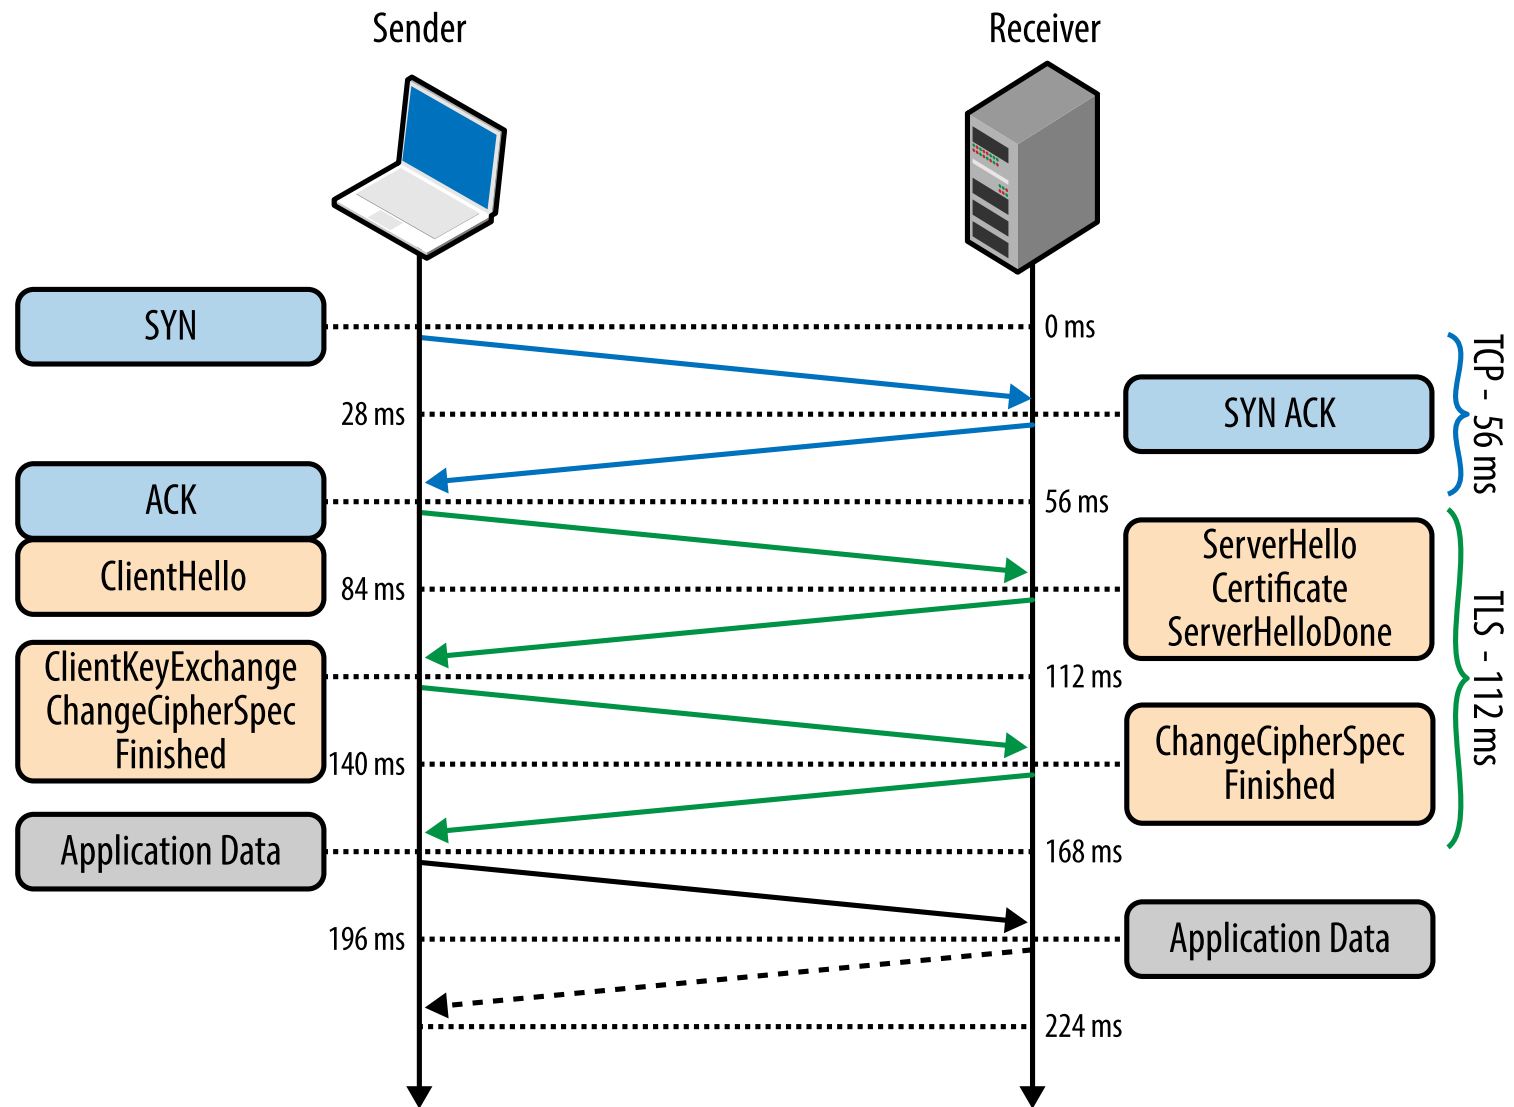 Sender
Receiver
SYN
0 ms
28 ms
SYN ACK
TCP - 56 ms
ACK
56 ms
ClientHello
84 ms
ServerHello
Certificate
ServerHelloDone
TLS - 112 ms
ClientKeyExchange
ChangeCipherSpec
Finished
112 ms
140 ms
ChangeCipherSpec
Finished
Application Data
168 ms
196 ms
Application Data
224 ms